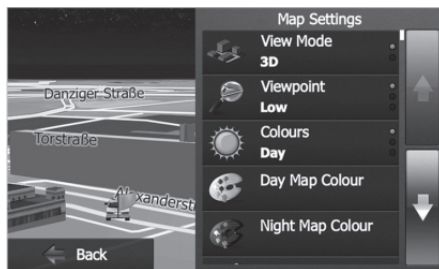 Map Settings
View Mode
3D
Danziger Straße
Viewpoint
Low
Torstraße
Colours
Day
Alexanderst
Day Map Colour
Night Map Colour
Back